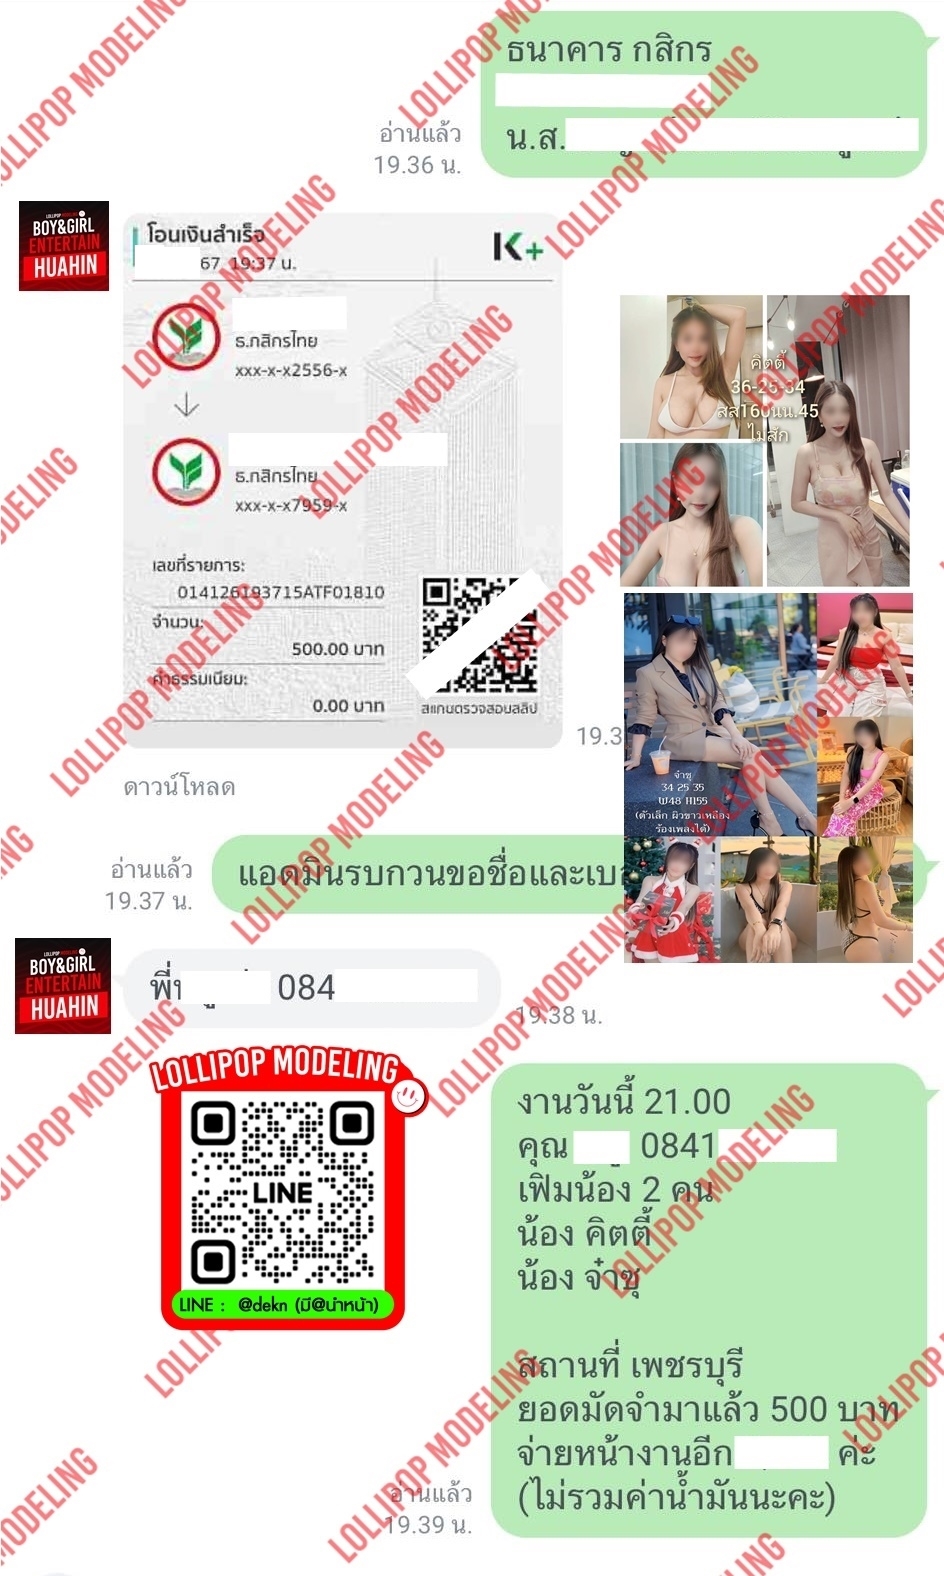 ธนาคาร กสิกร
น.ส.
อ่านแล้ว
19.36 น.
LOLLIPOP MODELING
BOY&GIRL
ENTERTAIN
HUAHIN
โอนเงินสำเร็จ
67 19:37 น.
K+
ธ.กสิกรไทย
xxx-x-x2556-x
ธ.กสิกรไทย
xxx-x-x7959-x
เลขที่รายการ:
014126193715ATF01810
จำนวน:
500.00 บาท
ค่าธรรมเนียม:
0.00 บาท
สแกนตรวจสอบสลิป
19.3
ดาวน์โหลด
คิตตี้
36-25-34
สส160นน.45
ไม่สัก
จ๋าซุ
34 25 35
W48 H155
(ตัวเล็ก ผิวขาวเหลือง
ร้องเพลงได้)
อ่านแล้ว
19.37 น.
แอดมินรบกวนขอชื่อและเบ
BOY&GIRL
ENTERTAIN
HUAHIN
พี่ 084
19.38 น.
LOLLIPOP MODELING
LINE
LINE : @dekn (มี@นำหน้า)
งานวันนี้ 21.00
คุณ 0841
เฟิมน้อง 2 คน
น้อง คิตตี้
น้อง จ๋าซุ
สถานที่ เพชรบุรี
ยอดมัดจำมาแล้ว 500 บาท
จ่ายหน้างานอีก ค่ะ
(ไม่รวมค่าน้ำมันนะคะ)
อ่านแล้ว
19.39 น.